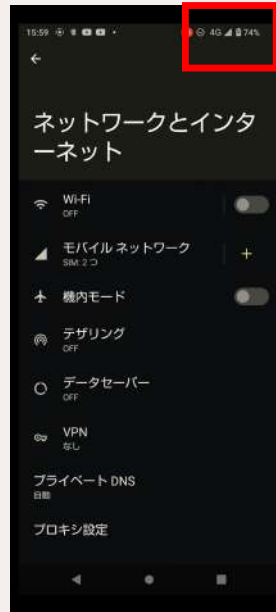 15:59
4G 74%
ネットワークとインタ
ーネット
Wi-Fi
OFF
モバイル ネットワーク
SIM: 2 つ
+
機内モード
テザリング
OFF
データセーバー
OFF
VPN
なし
プライベート DNS
自動
プロキシ設定